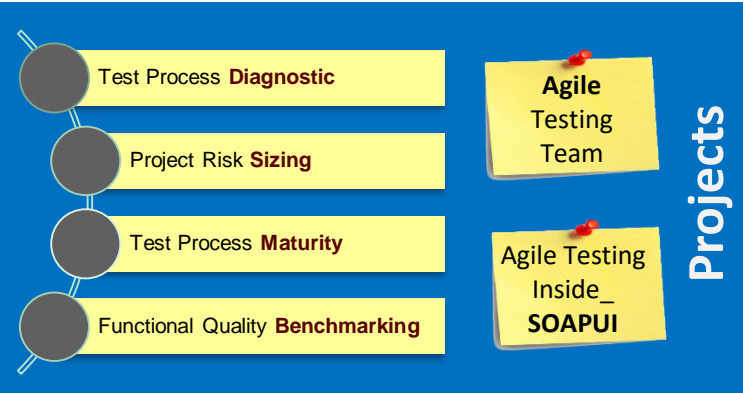 Test Process Diagnostic
Project Risk Sizing
Test Process Maturity
Functional Quality Benchmarking
Agile
Testing
Team
Agile Testing
Inside_
SOAPUI
Projects